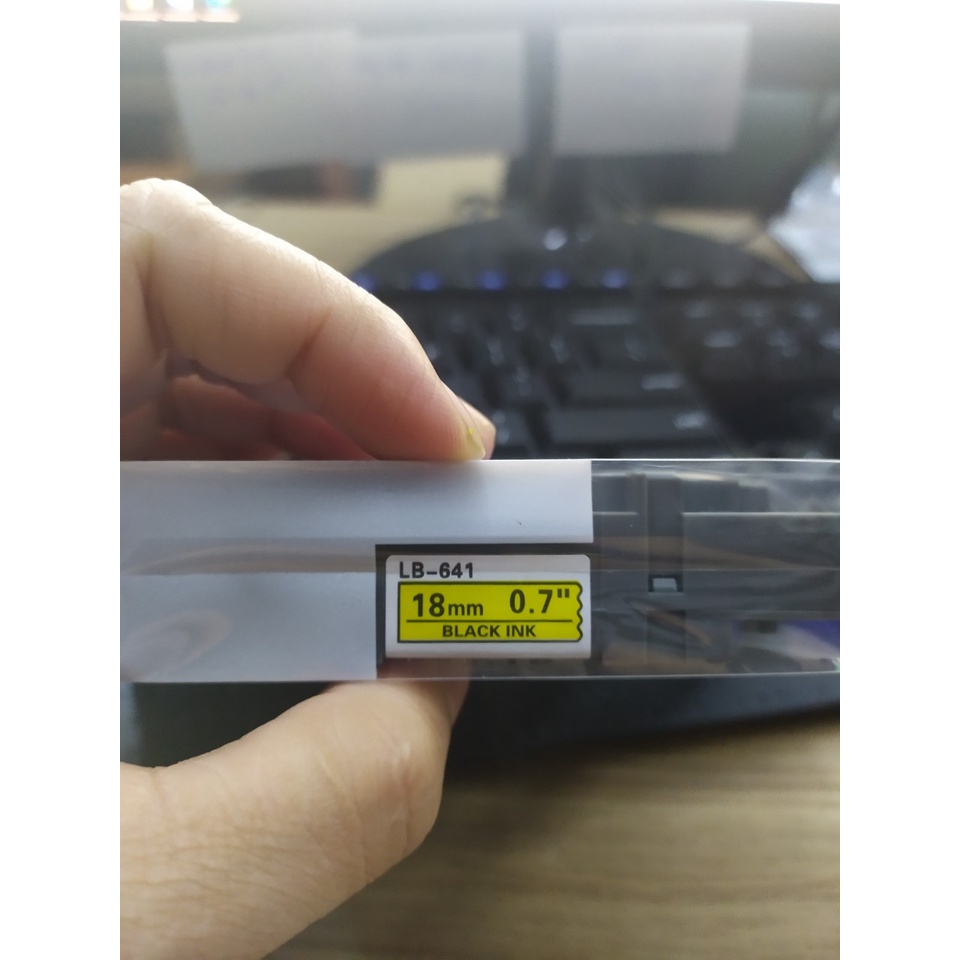 LB-641
18mm 0.7"
BLACK INK